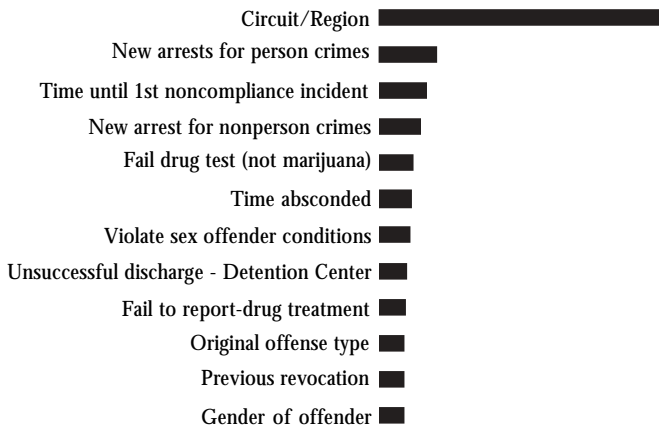 Circuit/Region
New arrests for person crimes
Time until 1st noncompliance incident
New arrest for nonperson crimes
Fail drug test (not marijuana)
Time absconded
Violate sex offender conditions
Unsuccessful discharge - Detention Center
Fail to report-drug treatment
Original offense type
Previous revocation
Gender of offender